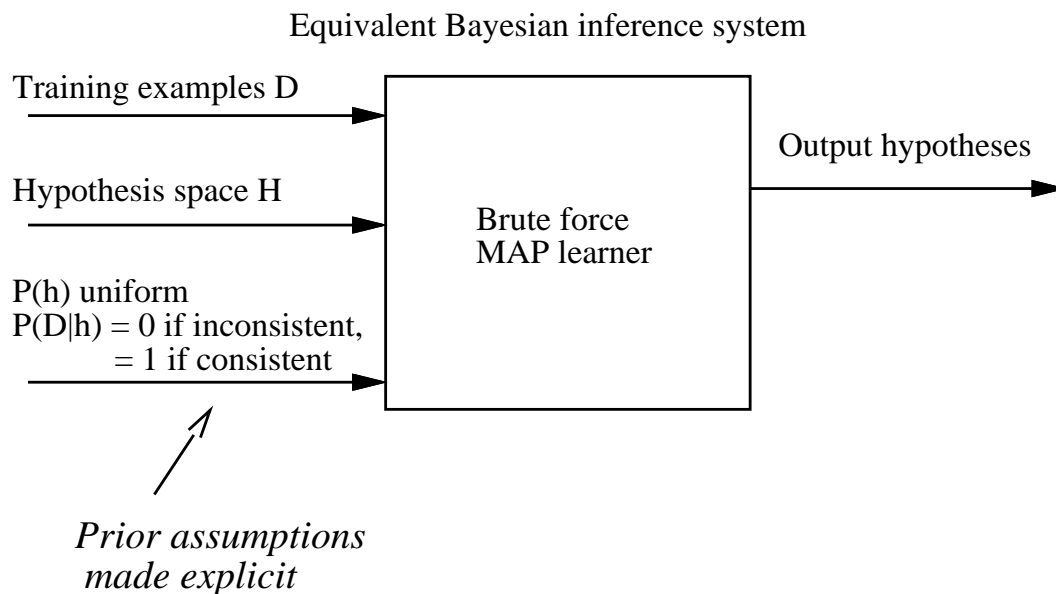 Equivalent Bayesian inference system
Training examples D
Hypothesis space H
P(h) uniform
P(D|h) = 0 if inconsistent,
= 1 if consistent
Brute force
MAP learner
Output hypotheses
Prior assumptions
made explicit